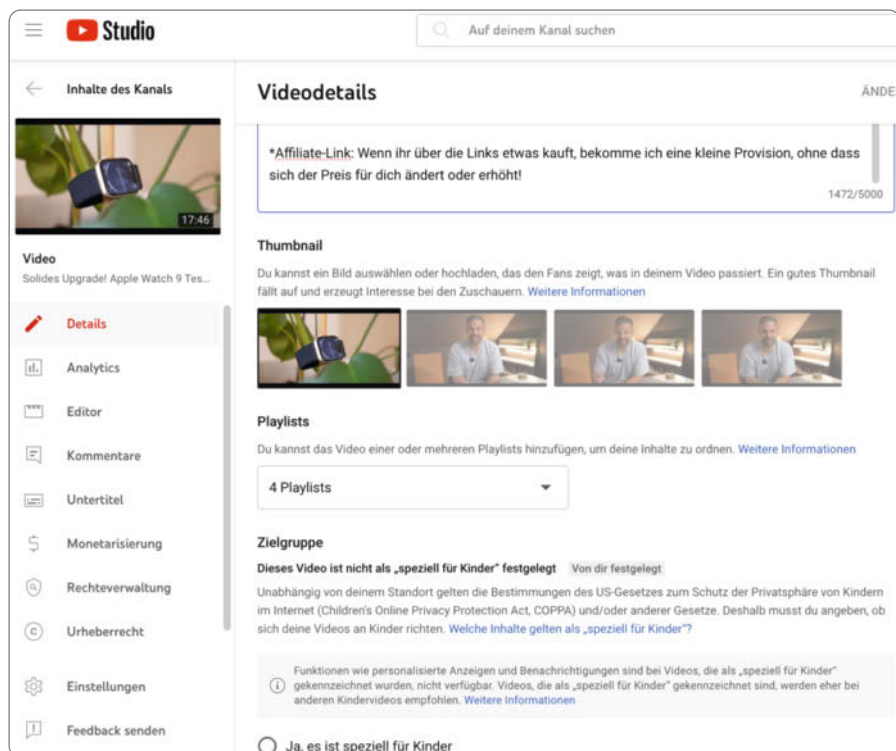 Studio
Auf deinem Kanal suchen
Inhalte des Kanals
17:46
Video
Solides Upgrade! Apple Watch 9 Tes...
Details
Analytics
Editor
Kommentare
Untertitel
Monetarisierung
Rechteverwaltung
Urheberrecht
Einstellungen
Feedback senden
Videodetails
ÄNDE
*Affiliate-Link: Wenn ihr über die Links etwas kauft, bekomme ich eine kleine Provision, ohne dass
sich der Preis für dich ändert oder erhöht!
1472/5000
Thumbnail
Du kannst ein Bild auswählen oder hochladen, das den Fans zeigt, was in deinem Video passiert. Ein gutes Thumbnail
fällt auf und erzeugt Interesse bei den Zuschauern. Weitere Informationen
Playlists
Du kannst das Video einer oder mehreren Playlists hinzufügen, um deine Inhalte zu ordnen. Weitere Informationen
4 Playlists
Zielgruppe
Dieses Video ist nicht als „speziell für Kinder" festgelegt Von dir festgelegt
Unabhängig von deinem Standort gelten die Bestimmungen des US-Gesetzes zum Schutz der Privatsphäre von Kindern
im Internet (Children's Online Privacy Protection Act, COPPA) und/oder anderer Gesetze. Deshalb musst du angeben, ob
sich deine Videos an Kinder richten. Welche Inhalte gelten als „speziell für Kinder"?
Funktionen wie personalisierte Anzeigen und Benachrichtigungen sind bei Videos, die als „speziell für Kinder"
gekennzeichnet wurden, nicht verfügbar. Videos, die als „speziell für Kinder" gekennzeichnet sind, werden eher bei
anderen Kindervideos empfohlen. Weitere Informationen
Ja, es ist speziell für Kinder